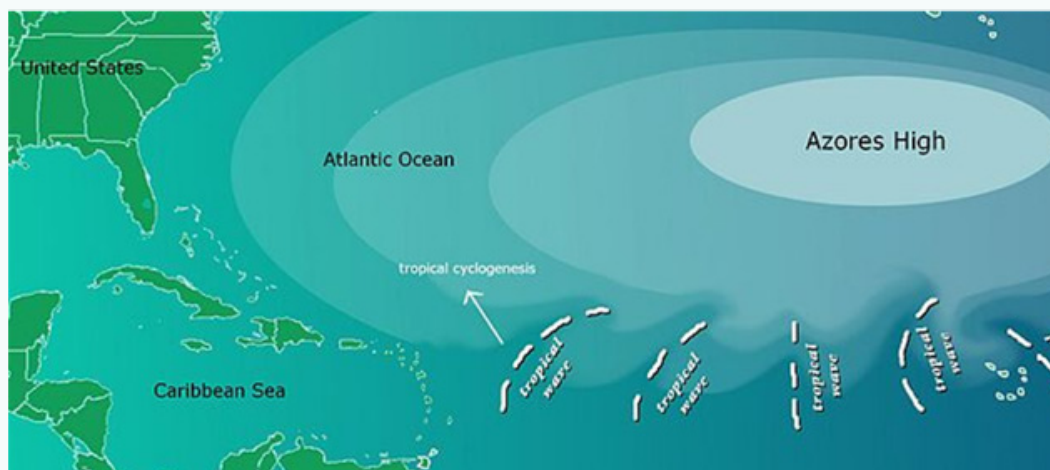 United States
Azores High
Atlantic Ocean
tropical cyclogenesis
Caribbean Sea
tropical
wave
tropical
wave
tropical
wave
tropical
wave